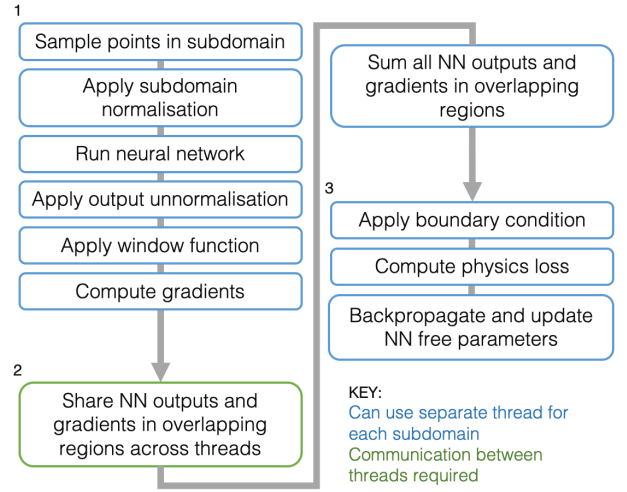 1
Sample points in subdomain
Apply subdomain
normalisation
Run neural network
Apply output unnormalisation
Apply window function
Compute gradients
2
Share NN outputs and
gradients in overlapping
regions across threads
Sum all NN outputs and
gradients in overlapping
regions
3
Apply boundary condition
Compute physics loss
Backpropagate and update
NN free parameters
KEY:
Can use separate thread for
each subdomain
Communication between
threads required